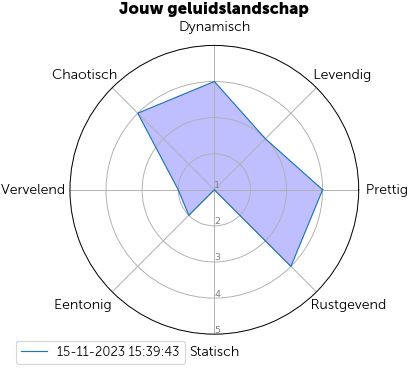 Jouw geluidslandschap
Dynamisch
Chaotisch
Levendig
Vervelend
1
Prettig
2
3
Eentonig
4
Rustgevend
5
15-11-2023 15:39:43
Statisch